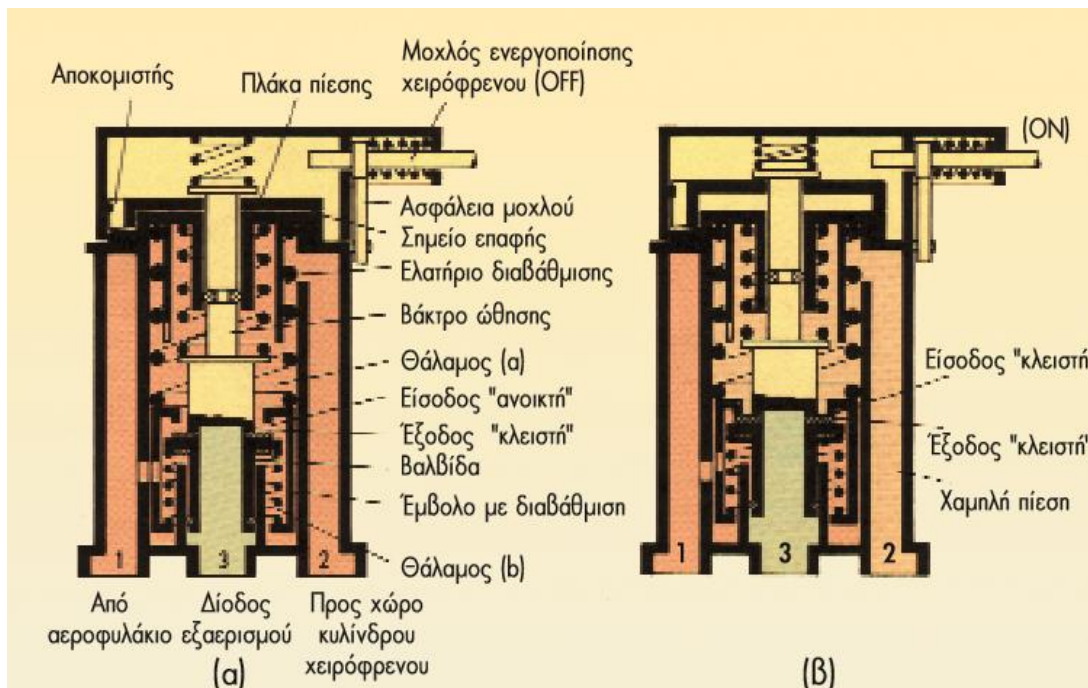 Αποκομιστής
Πλάκα πίεσης
Μοχλός ενεργοποίησης
χειρόφρενου (OFF)
Ασφάλεια μοχλού
Σημείο επαφής
Ελατήριο διαβάθμισης
Βάκτρο ώθησης
Θάλαμος (a)
Είσοδος "ανοικτή"
Έξοδος "κλειστή"
Βαλβίδα
Έμβολο με διαβάθμιση
Θάλαμος (b)
1
3
2
Από
αεροφυλάκιο
Δίοδος
εξαερισμού
Προς χώρο
κυλίνδρου
χειρόφρενου
(α)
(ON)
Είσοδος "κλειστή
Έξοδος "κλειστή"
Χαμηλή πίεση
1
3
2
(β)